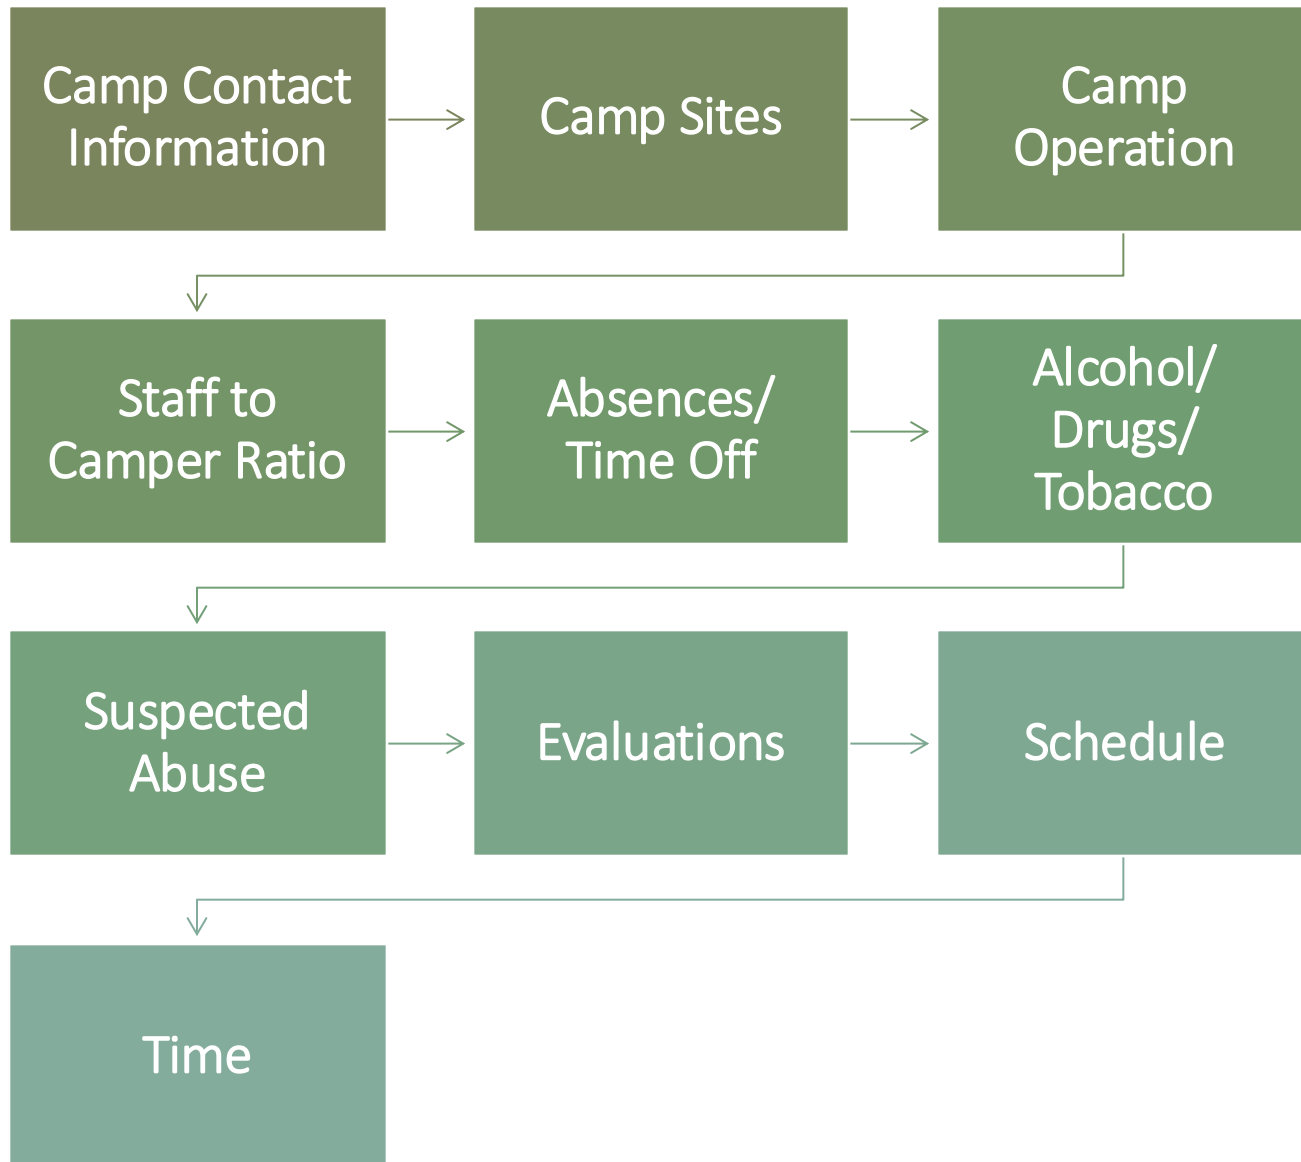 Camp Contact
Information
Camp Sites
Camp
Operation
Staff to
Camper Ratio
Absences/
Time Off
Alcohol/
Drugs/
Tobacco
Suspected
Abuse
Evaluations
Schedule
Time